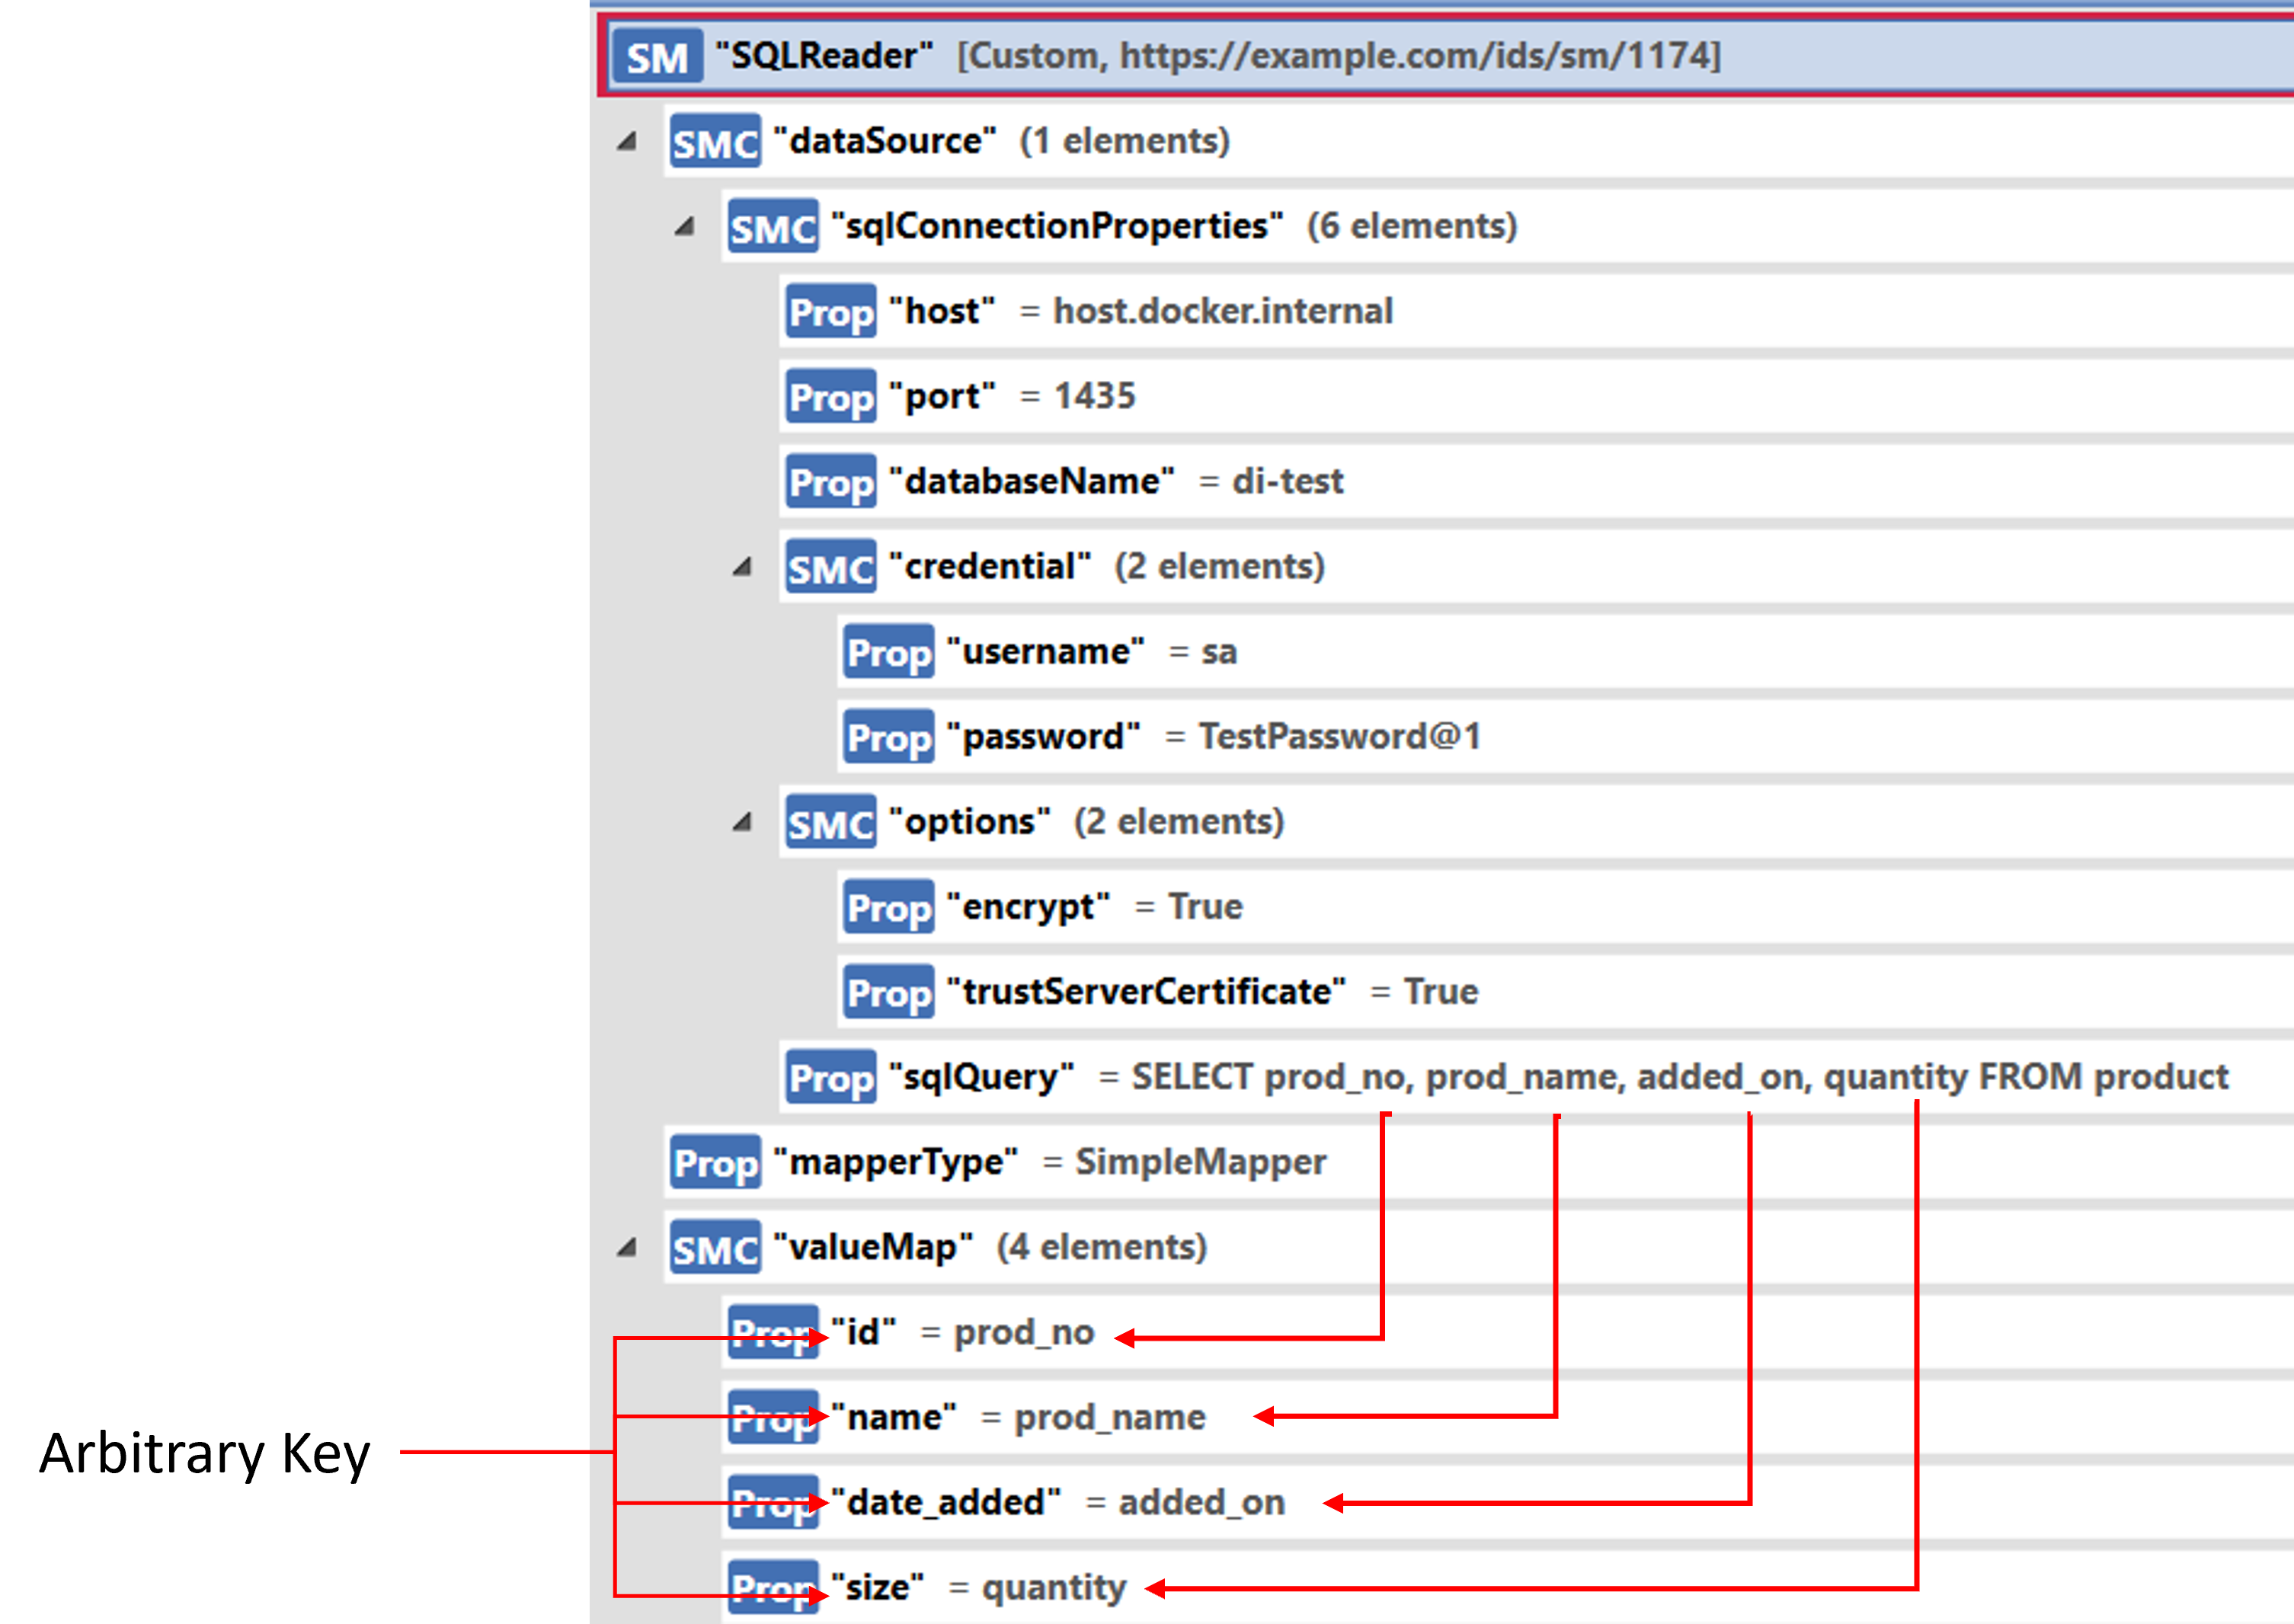 SM "SQLReader" [Custom, https://example.com/ids/sm/1174]
SMC "dataSource" (1 elements)
SMC "sqlConnectionProperties" (6 elements)
Prop "host" = host.docker.internal
Prop "port" = 1435
Prop "databaseName" = di-test
SMC "credential" (2 elements)
Prop "username" = sa
Prop "password" = TestPassword@1
SMC "options" (2 elements)
Prop "encrypt" = True
Prop "trustServerCertificate" = True
Prop "sqlQuery" = SELECT prod_no, prod_name, added_on, quantity FROM product
Prop "mapperType" = SimpleMapper
SMC "valueMap" (4 elements)
Prop "id" = prod_no
Prop "name" = prod_name
Arbitrary Key
Prop "date_added" = added_on
Prop "size" = quantity